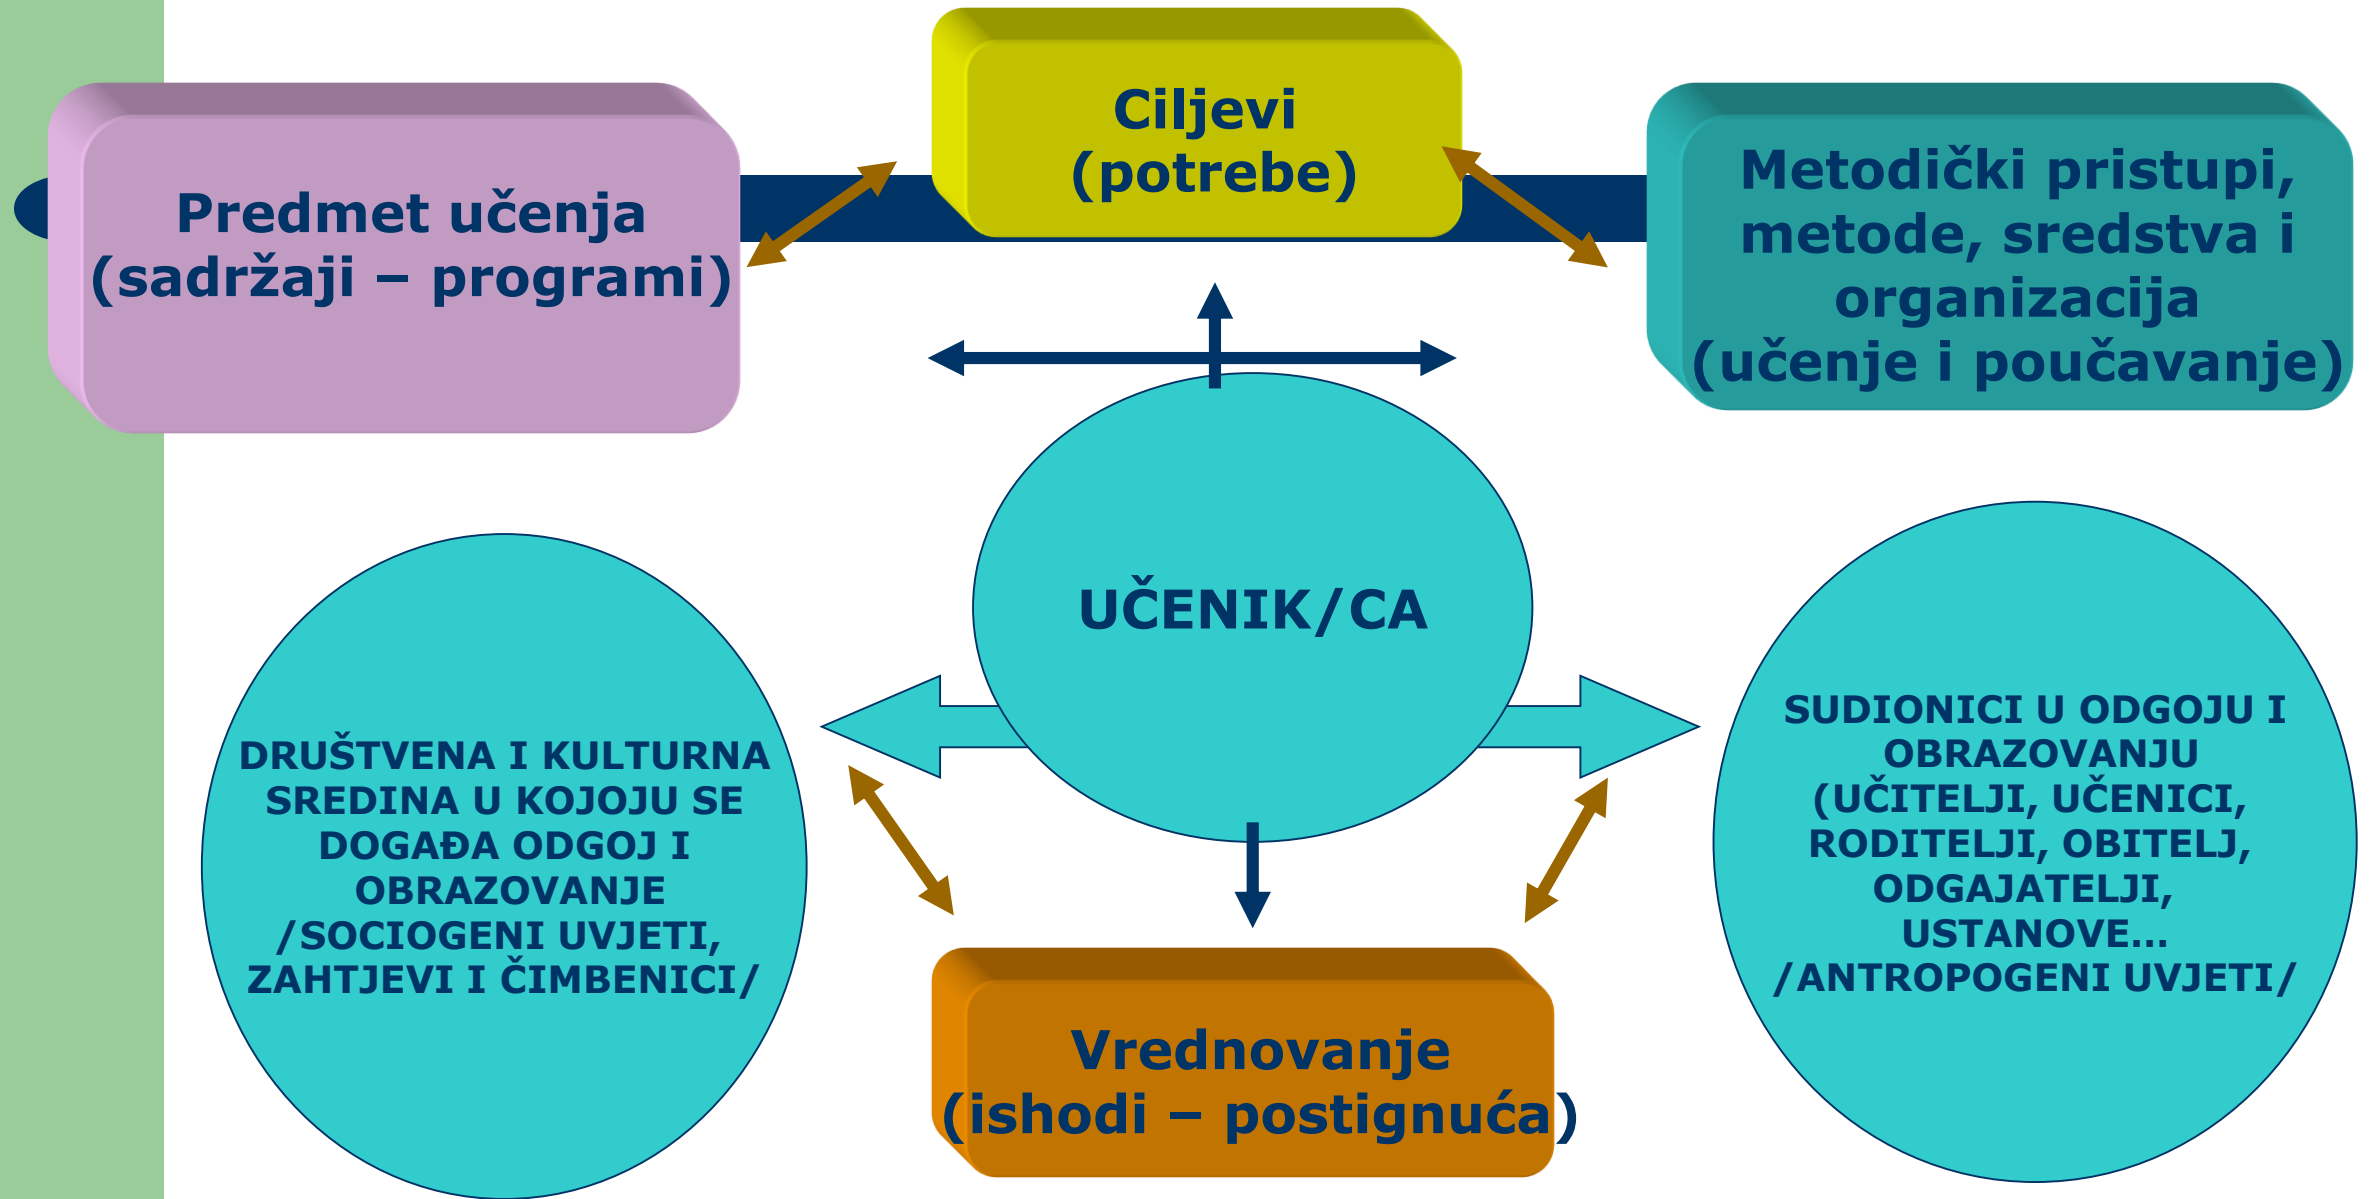 Ciljevi
(potrebe)
Predmet učenja
(sadržaji – programi)
Metodički pristupi,
metode, sredstva i
organizacija
(učenje i poučavanje)
UČENIK/CA
DRUŠTVENA I KULTURNA
SREDINA U KOJOJU SE
DOGAĐA ODGOJ I
OBRAZOVANJE
/SOCIOGENI UVJETI,
ZAHTJEVI I ČIMBENICI/
SUDIONICI U ODGOJU I
OBRAZOVANJU
(UČITELJI, UČENICI,
RODITELJI, OBITELJ,
ODGAJATELJI,
USTANOVE…
/ANTROPOGENI UVJETI/
Vrednovanje
(ishodi – postignuća)